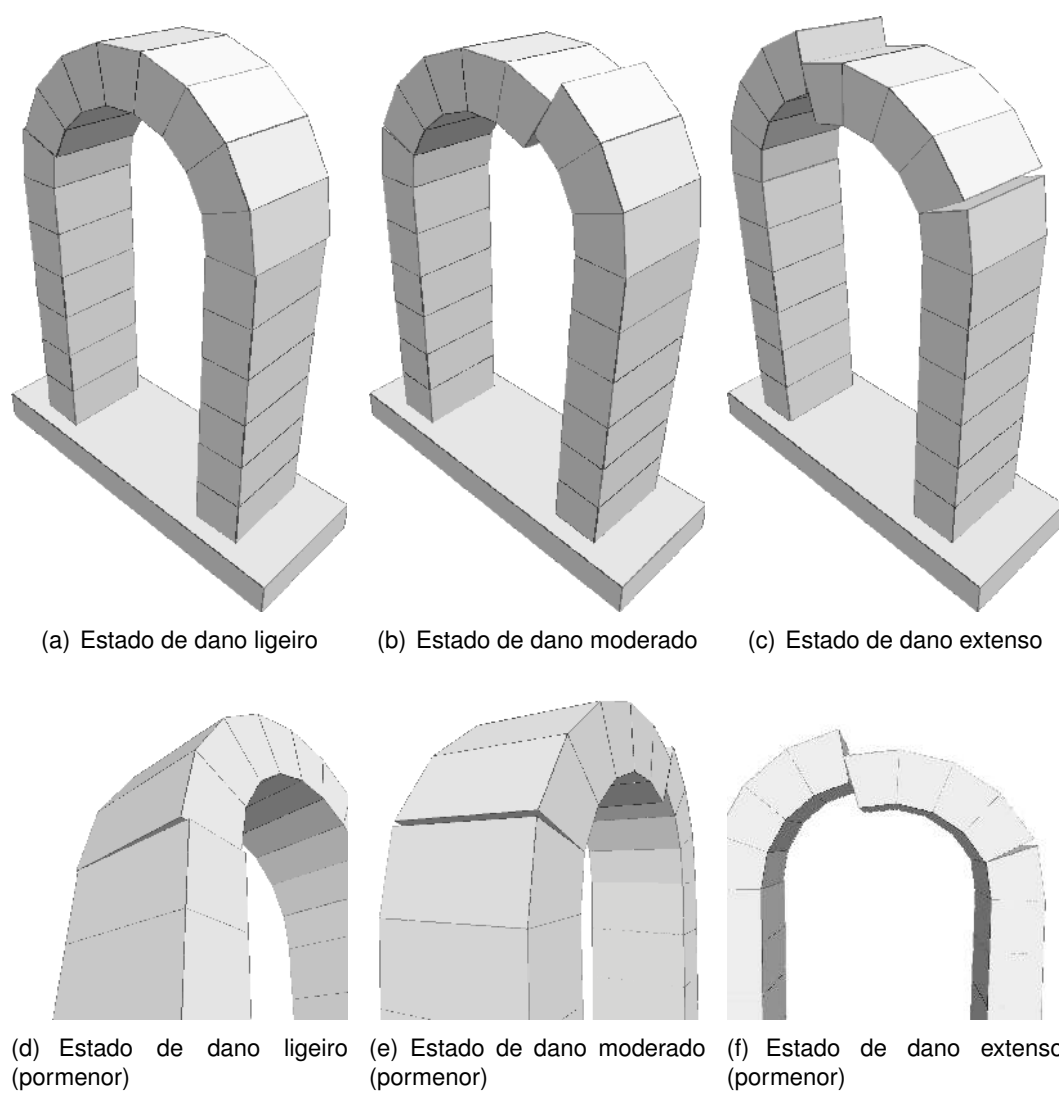 (a) Estado de dano ligeiro
(b) Estado de dano moderado
(c) Estado de dano extenso
(d) Estado de dano ligeiro
(pormenor)
(e) Estado de dano moderado
(pormenor)
(f) Estado de dano extenso
(pormenor)